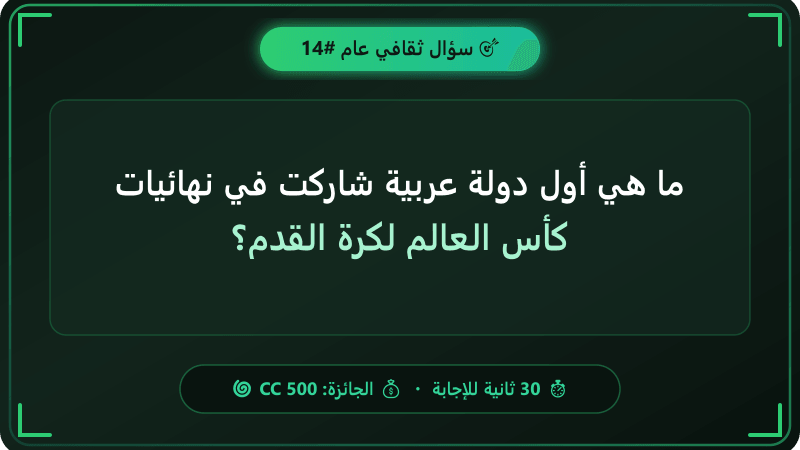 🎯 سؤال ثقافي عام #14
ما هي أول دولة عربية شاركت في نهائيات
كأس العالم لكرة القدم؟
⏱ 30 ثانية للإجابة · 💰 الجائزة: 500 CC 🌀